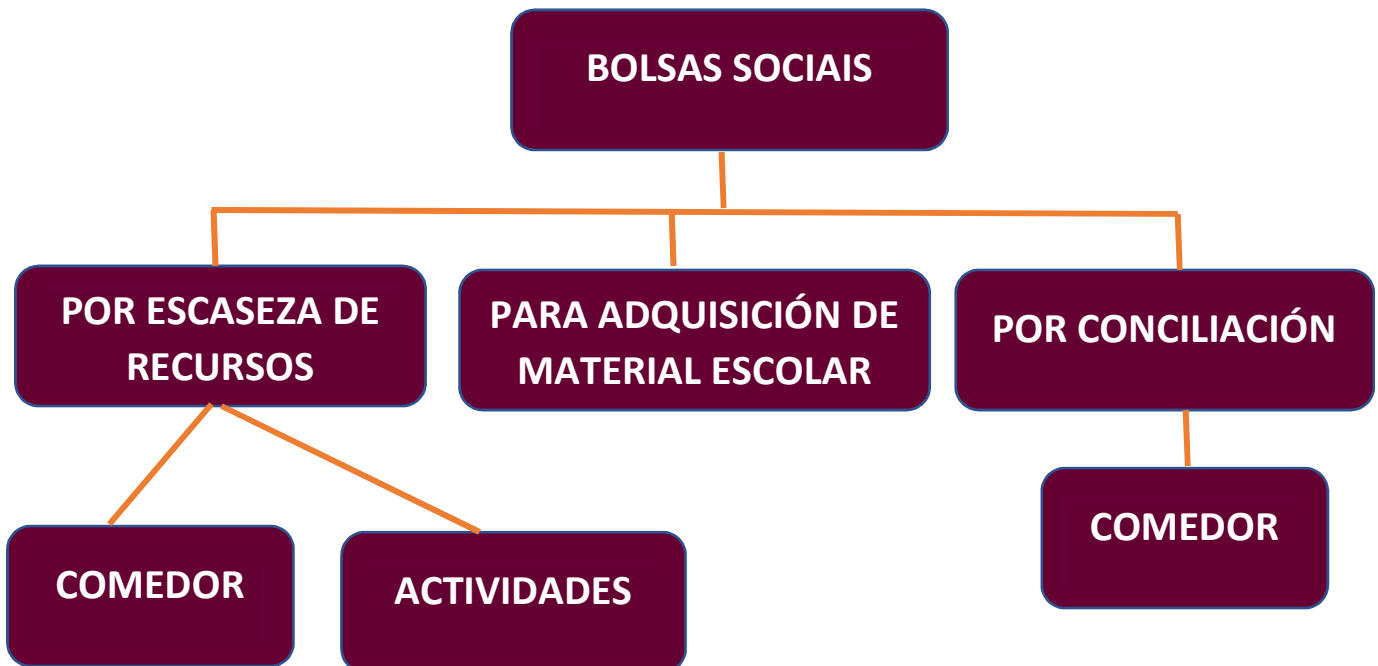 BOLSAS SOCIAIS
POR ESCASEZA DE
RECURSOS
PARA ADQUISICIÓN DE
MATERIAL ESCOLAR
POR CONCILIACIÓN
COMEDOR
ACTIVIDADES
COMEDOR